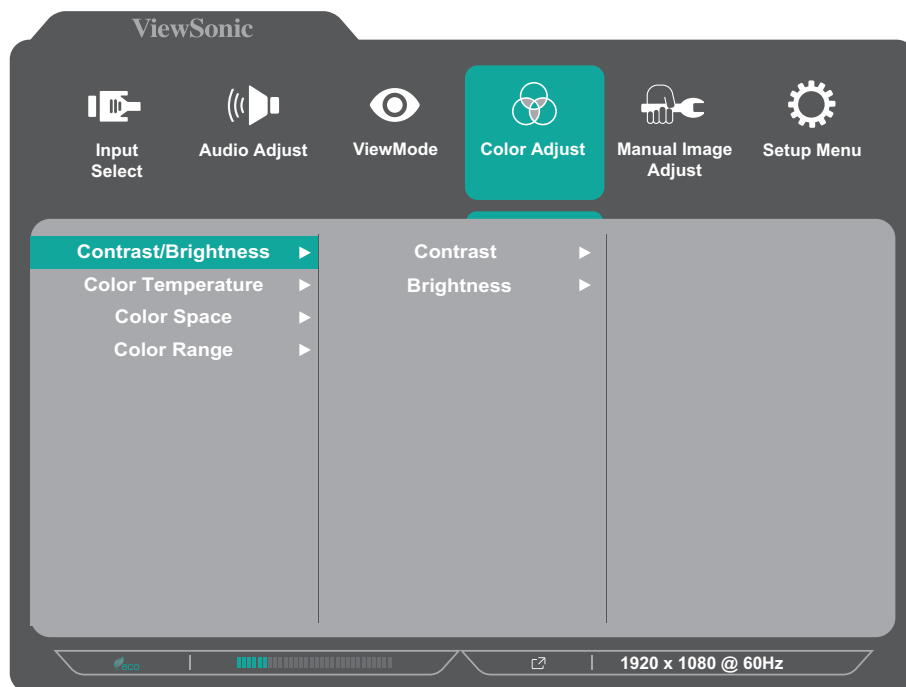 ViewSonic
Input
Select
Audio Adjust
ViewMode
Color Adjust
Manual Image
Adjust
Setup Menu
Contrast/Brightness
Color Temperature
Color Space
Color Range
Contrast
Brightness
eco
1920 x 1080 @ 60Hz